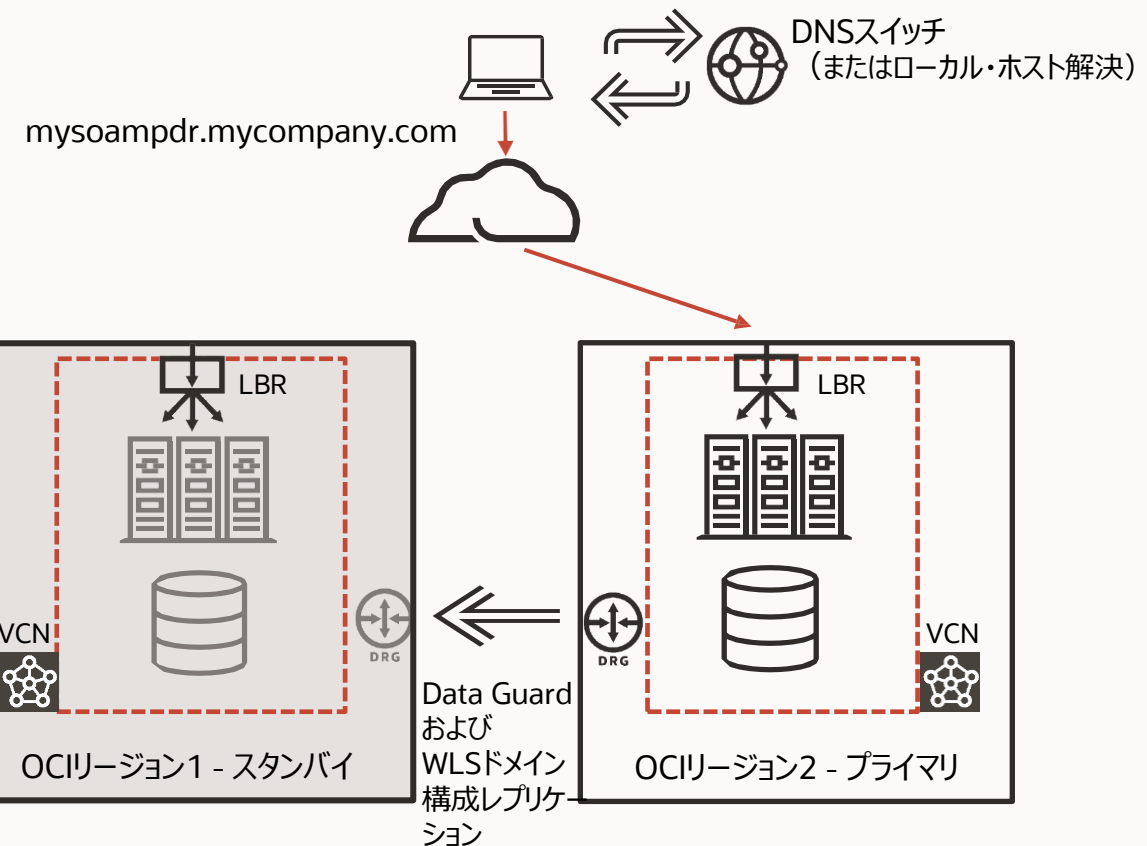 DNSスイッチ
（またはローカル・ホスト解決）
mysoampdr.mycompany.com
LBR
LBR
VCN
DRG
DRG
VCN
Data Guard
および
WLSドメイン
構成レプリケー
ション
OCIリージョン1 - スタンバイ
OCIリージョン2 - プライマリ